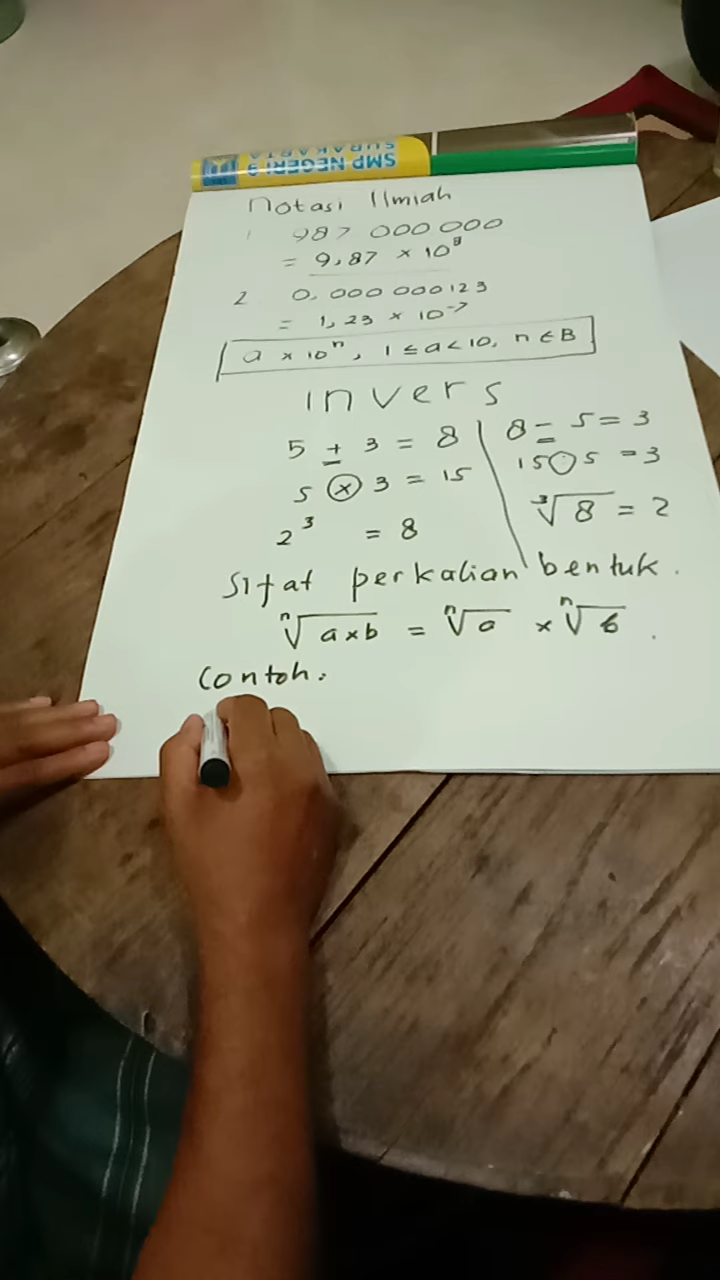 SMP NEGERI 3
SURAKARTA
Notasi Ilmiah
1 987 000 000
= 9,87 × 10⁸
2 0,000 000 123
= 1,23 × 10⁻⁷
a × 10ⁿ, 1 ≤ a < 10, n ∈ B
invers
5 + 3 = 8 | 8 – 5 = 3
5 × 3 = 15 | 15 : 5 = 3
2³ = 8 | ³√8 = 2
Sifat perkalian bentuk.
ⁿ√a×b = ⁿ√a × ⁿ√b.
Contoh: